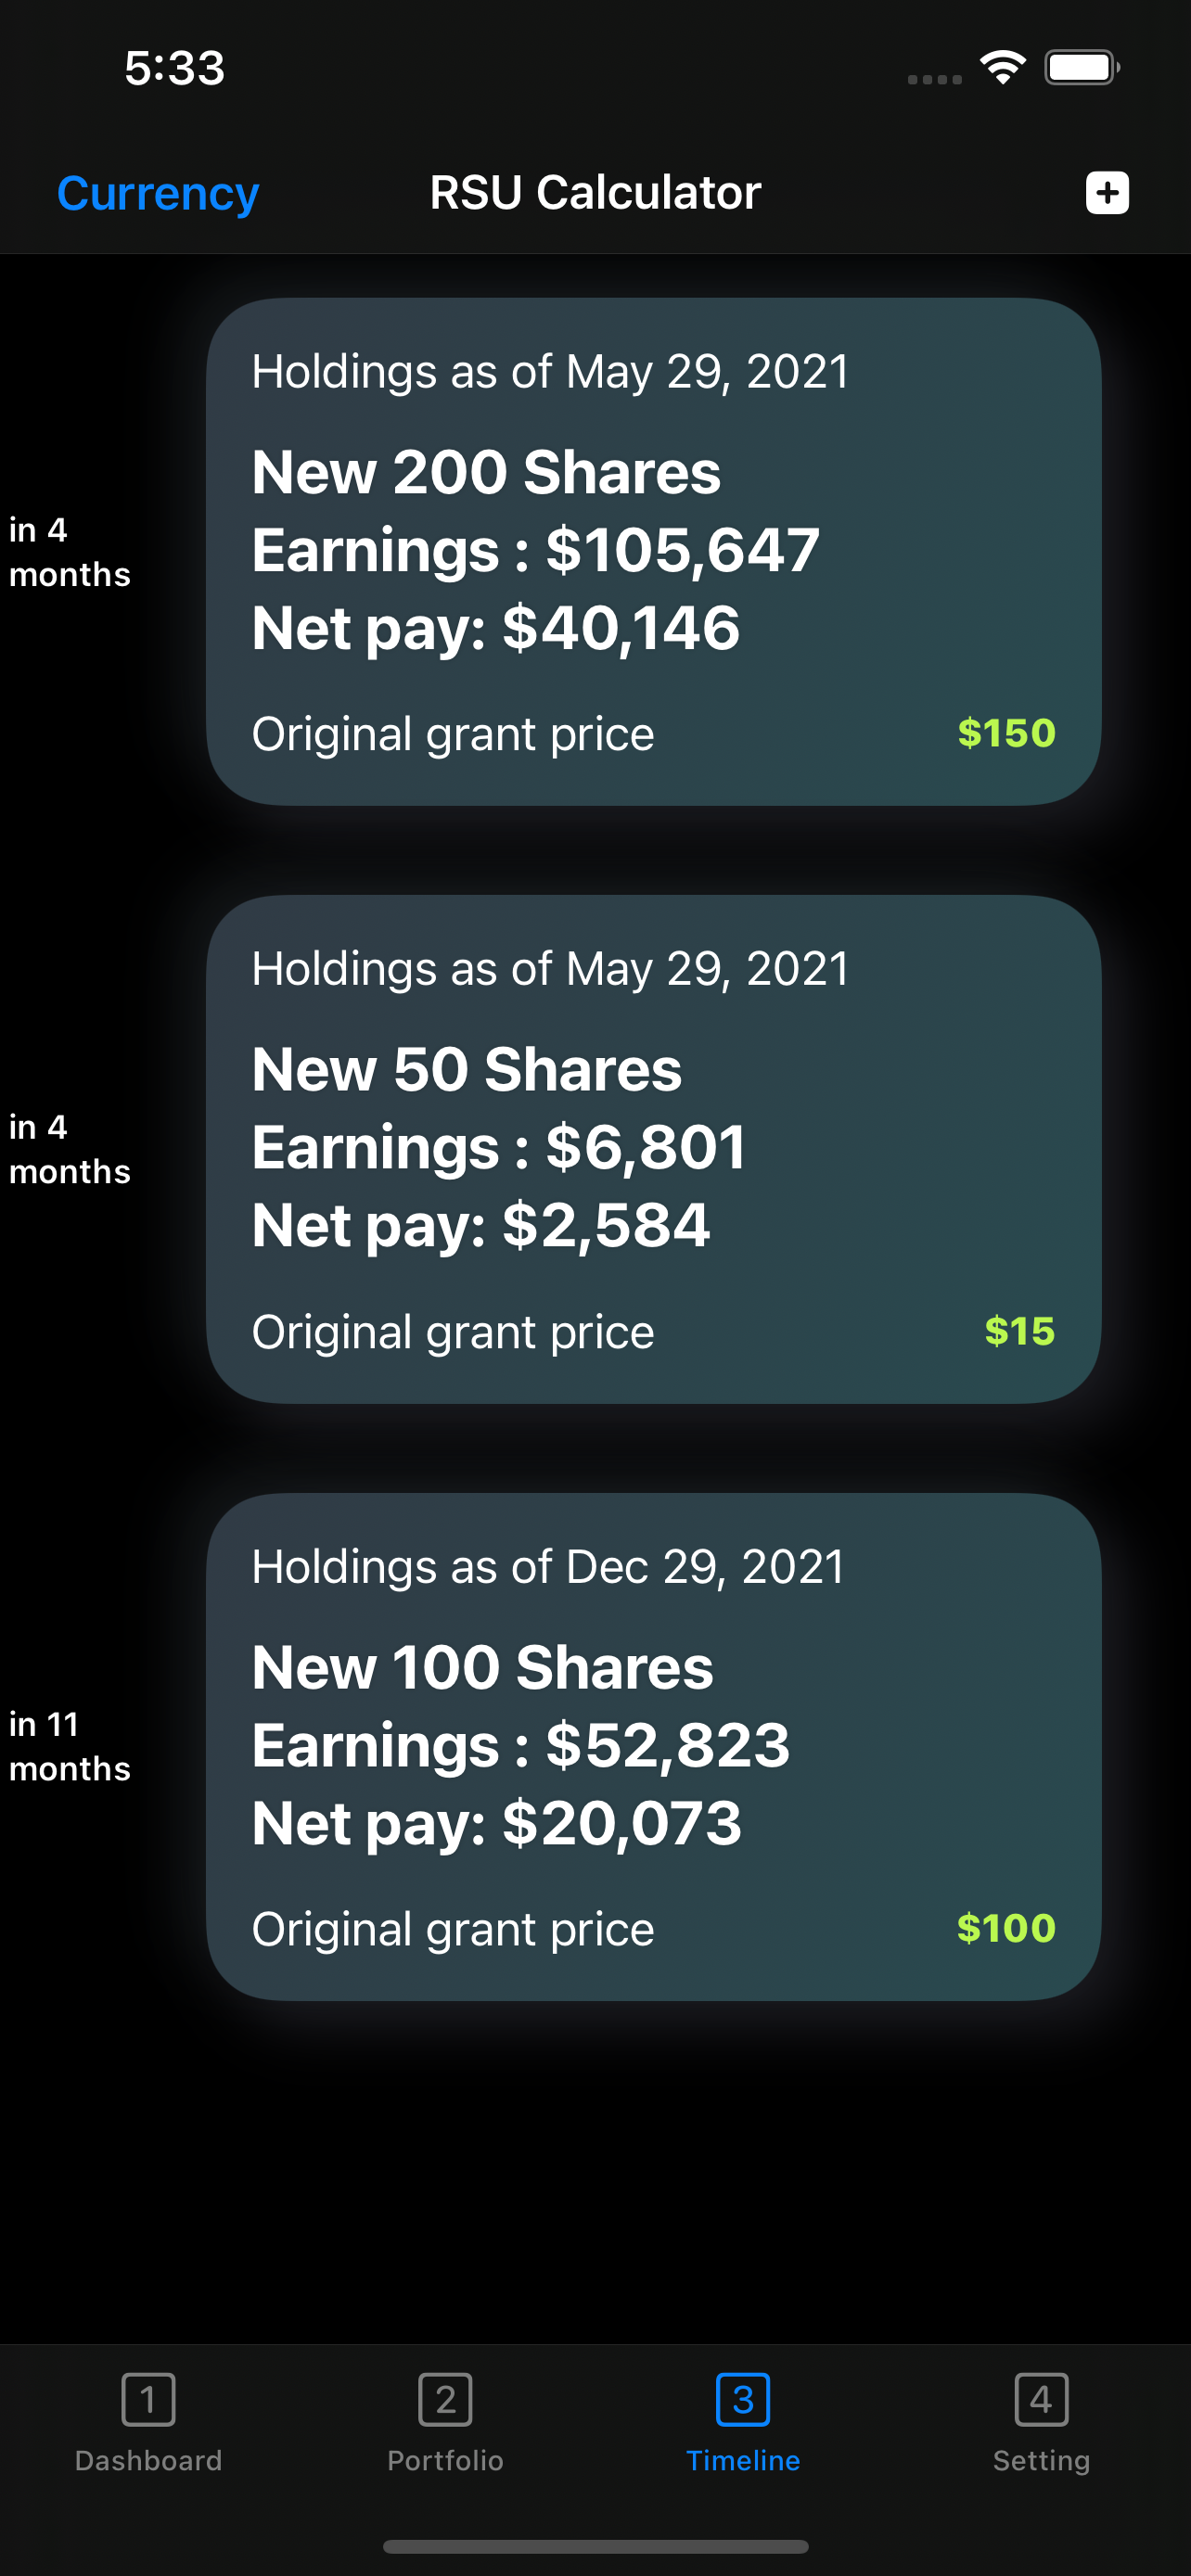 5:33
Currency RSU Calculator
Holdings as of May 29, 2021
New 200 Shares
in 4
months
Earnings : $105,647
Net pay: $40,146
Original grant price $150
Holdings as of May 29, 2021
New 50 Shares
in 4
months
Earnings : $6,801
Net pay: $2,584
Original grant price $15
Holdings as of Dec 29, 2021
New 100 Shares
in 11
months
Earnings : $52,823
Net pay: $20,073
Original grant price $100
1 2 3 4
Dashboard Portfolio Timeline Setting